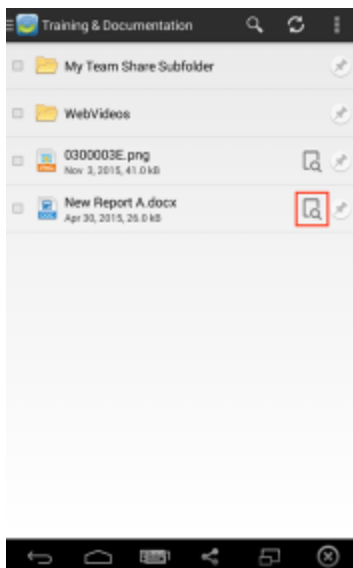 Training & Documentation
My Team Share Subfolder
WebVideos
0300003E.png
Nov 3, 2015, 41.0 kB
New Report A.docx
Apr 30, 2015, 26.0 kB